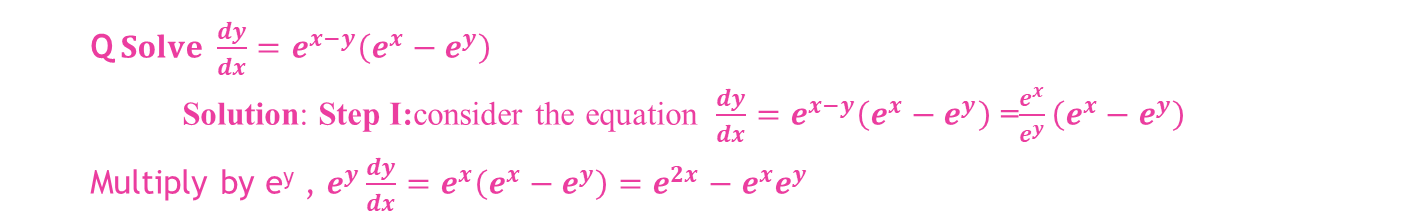 Q Solve dy/dx = e^{x−y}(e^x − e^y)
Solution: Step I:consider the equation dy/dx = e^{x−y}(e^x − e^y) = e^x/e^y (e^x − e^y)
Multiply by e^y , e^y dy/dx = e^x(e^x − e^y) = e^{2x} − e^x e^y